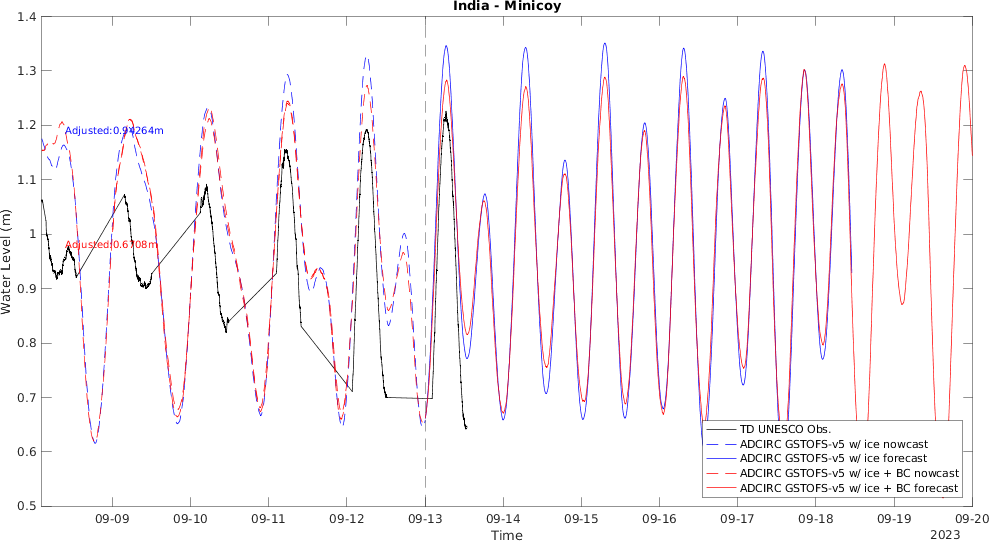 India - Minicoy
1.4
1.3
1.2
1.1
1
0.9
0.8
0.7
0.6
0.5
Water Level (m)
Adjusted:0.94264m
Adjusted:0.6708m
TD UNESCO Obs.
ADCIRC GSTOFS-v5 w/ ice nowcast
ADCIRC GSTOFS-v5 w/ ice forecast
ADCIRC GSTOFS-v5 w/ ice + BC nowcast
ADCIRC GSTOFS-v5 w/ ice + BC forecast
09-09 09-10 09-11 09-12 09-13 09-14 09-15 09-16 09-17 09-18 09-19 09-20
Time
2023